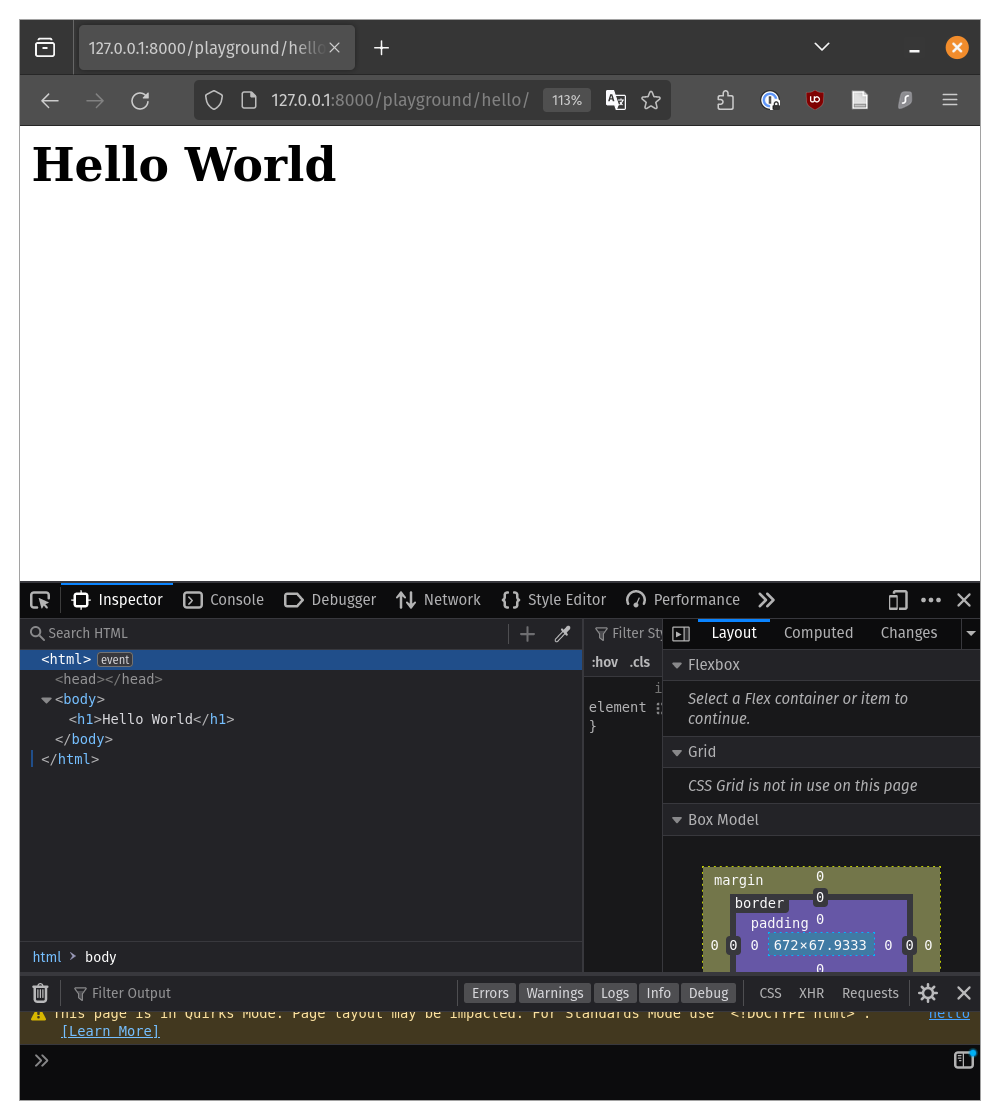 127.0.0.1:8000/playground/hello
127.0.0.1:8000/playground/hello/ 113%
Hello World
Inspector Console Debugger Network Style Editor Performance
Search HTML
<html> event
<head></head>
<body>
<h1>Hello World</h1>
</body>
</html>
html > body
Filter Sty
:hov .cls
element
}
Layout Computed Changes
Flexbox
Select a Flex container or item to
continue.
Grid
CSS Grid is not in use on this page
Box Model
margin 0
border 0
padding 0
0 0 0 672×67.9333 0 0 0
0
Filter Output Errors Warnings Logs Info Debug CSS XHR Requests
This page is in Quirks Mode. Page layout may be impacted. For Standards Mode use "<!DOCTYPE html>". hello
[Learn More]